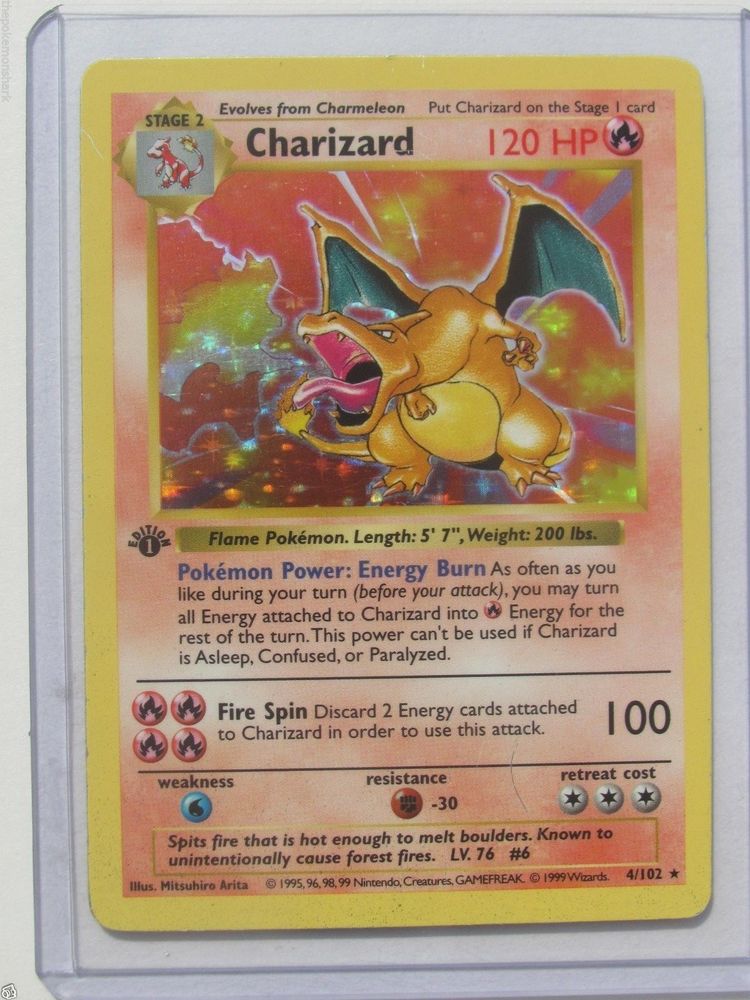 thepokemonshark
Evolves from Charmeleon Put Charizard on the Stage 1 card
STAGE 2
Charizard 120 HP
EDITION
1
Flame Pokémon. Length: 5' 7", Weight: 200 lbs.
Pokémon Power: Energy Burn As often as you
like during your turn (before your attack), you may turn
all Energy attached to Charizard into Energy for the
rest of the turn. This power can't be used if Charizard
is Asleep, Confused, or Paralyzed.
Fire Spin Discard 2 Energy cards attached
to Charizard in order to use this attack.
100
weakness resistance retreat cost
-30
Spits fire that is hot enough to melt boulders. Known to
unintentionally cause forest fires. LV. 76 #6
Illus. Mitsuhiro Arita © 1995, 96, 98, 99 Nintendo, Creatures, GAMEFREAK. © 1999 Wizards. 4/102 ★